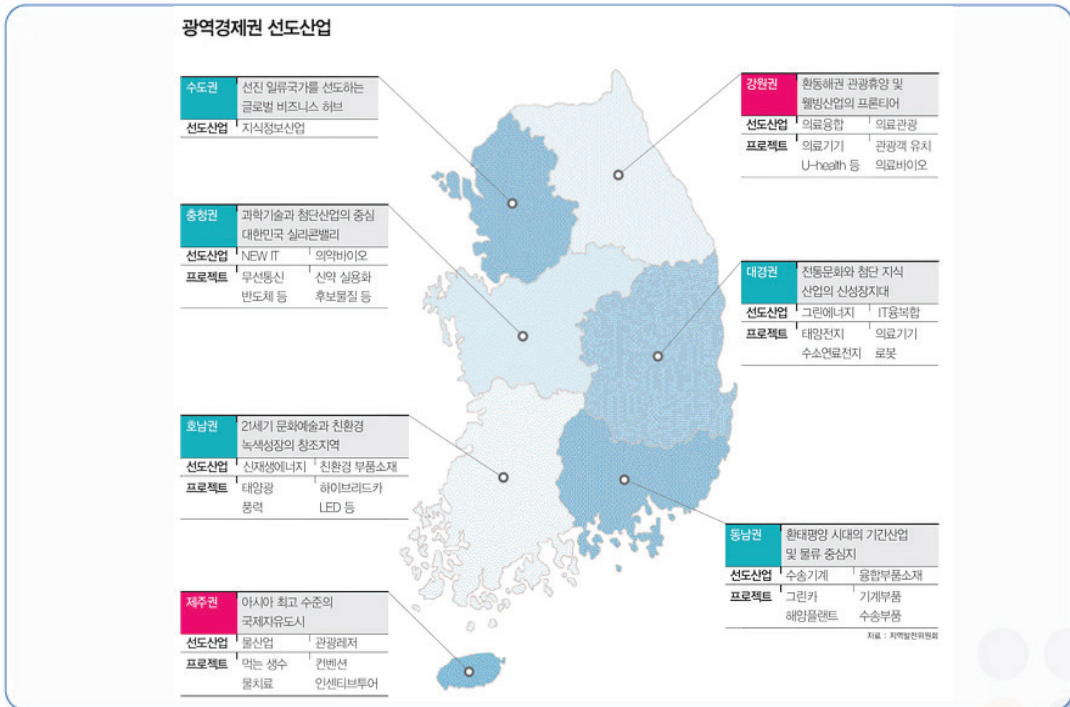 광역경제권 선도산업
수도권 선진 일류국가를 선도하는
글로벌 비즈니스 허브
선도산업 지식정보산업
충청권 과학기술과 첨단산업의 중심
대한민국 실리콘밸리
선도산업 NEW IT 의약바이오
프로젝트 무선통신 신약 실용화
반도체 등 후보물질 등
호남권 21세기 문화예술과 친환경
녹색성장의 창조지역
선도산업 신재생에너지 친환경 부품소재
프로젝트 태양광 하이브리드카
풍력 LED 등
제주권 아시아 최고 수준의
국제자유도시
선도산업 물산업 관광레저
프로젝트 먹는 생수 컨벤션
물치료 인센티브투어
강원권 환동해권 관광휴양 및
웰빙산업의 프론티어
선도산업 의료융합 의료관광
프로젝트 의료기기 관광객 유치
U-health 등 의료바이오
대경권 전통문화와 첨단 지식
산업의 신성장지대
선도산업 그린에너지 IT융복합
프로젝트 태양전지 의료기기
수소연료전지 로봇
동남권 환태평양 시대의 기간산업
및 물류 중심지
선도산업 수송기계 융합부품소재
프로젝트 그린카 기계부품
해양플랜트 수송부품
자료 : 지역발전위원회